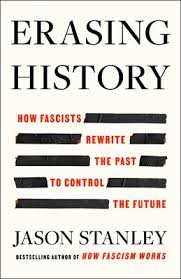 ERASING
HISTORY
HOW FASCISTS
REWRITE
THE PAST
TO CONTROL
THE FUTURE
JASON STANLEY
BESTSELLING AUTHOR OF HOW FASCISM WORKS